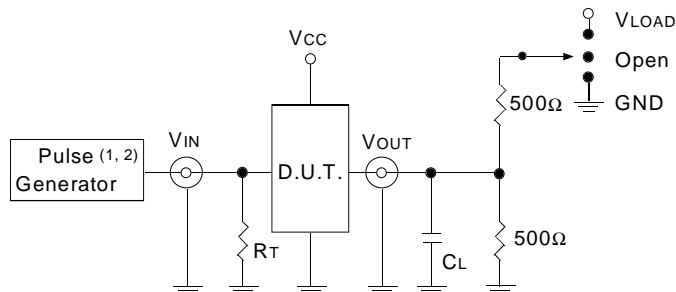 VLOAD
VCC
Open
500Ω
GND
VIN
VOUT
Pulse (1, 2)
Generator
D.U.T.
RT
CL
500Ω